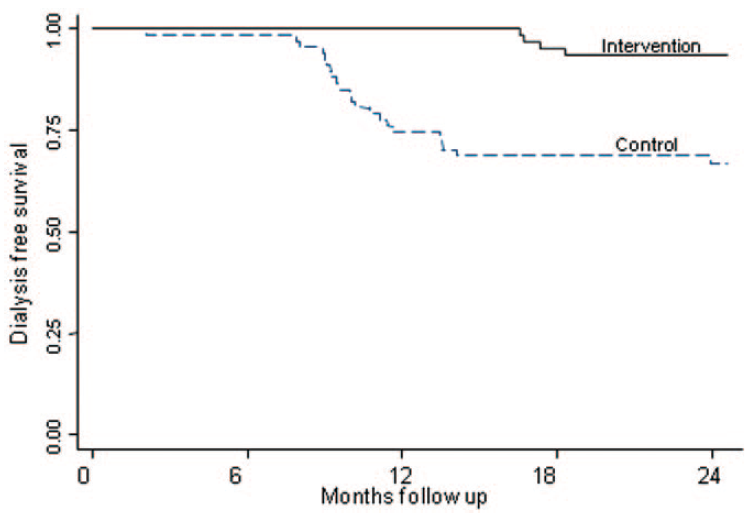 1.00
0.75
0.50
0.25
0.00
Dialysis free survival
Intervention
Control
0 6 12 18 24
Months follow up